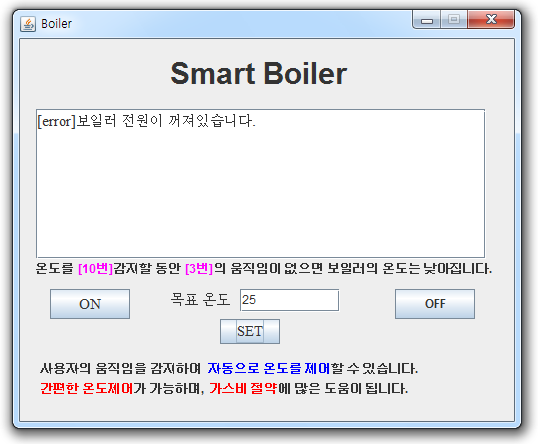 Boiler
Smart Boiler
[error]보일러 전원이 꺼져있습니다.
온도를 [10번]감지할 동안 [3번]의 움직임이 없으면 보일러의 온도는 낮아집니다.
ON 목표 온도 25 OFF
SET
사용자의 움직임을 감지하여 자동으로 온도를 제어할 수 있습니다.
간편한 온도제어가 가능하며, 가스비 절약에 많은 도움이 됩니다.